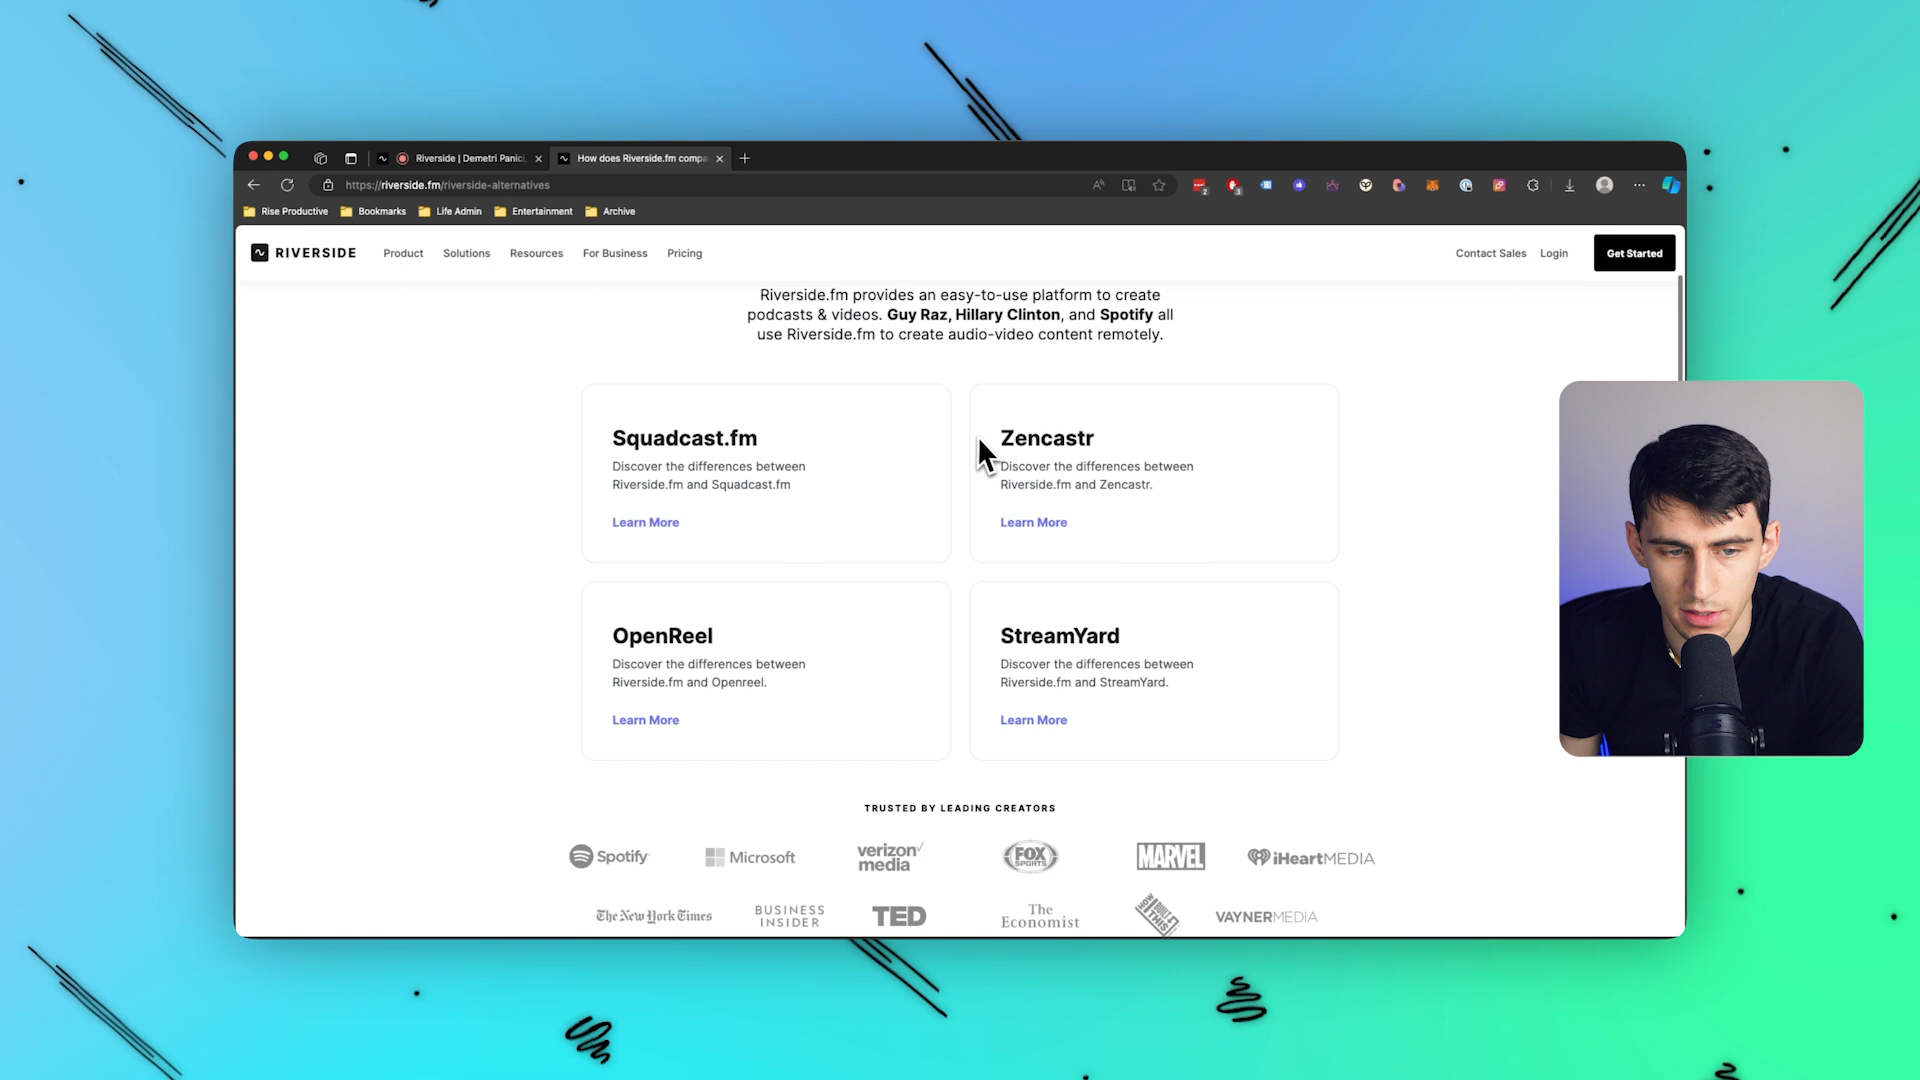 Riverside | Demetri Panici
How does Riverside.fm compa
https://riverside.fm/riverside-alternatives
2
3
Rise Productive
Bookmarks
Life Admin
Entertainment
Archive
RIVERSIDE
Product
Solutions
Resources
For Business
Pricing
Contact Sales
Login
Get Started
Riverside.fm provides an easy-to-use platform to create
podcasts & videos. Guy Raz, Hillary Clinton, and Spotify all
use Riverside.fm to create audio-video content remotely.
Squadcast.fm
Discover the differences between
Riverside.fm and Squadcast.fm
Learn More
Zencastr
Discover the differences between
Riverside.fm and Zencastr.
Learn More
OpenReel
Discover the differences between
Riverside.fm and Openreel.
Learn More
StreamYard
Discover the differences between
Riverside.fm and StreamYard.
Learn More
TRUSTED BY LEADING CREATORS
Spotify
Microsoft
verizon
media
FOX
SPORTS
MARVEL
iHeartMEDIA
The New York Times
BUSINESS
INSIDER
TED
The
Economist
HOW I
BUILT
THIS
VAYNERMEDIA